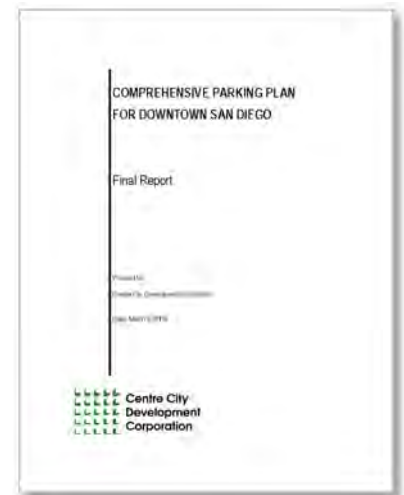 COMPREHENSIVE PARKING PLAN
FOR DOWNTOWN SAN DIEGO
Final Report
Centre City
Development
Corporation